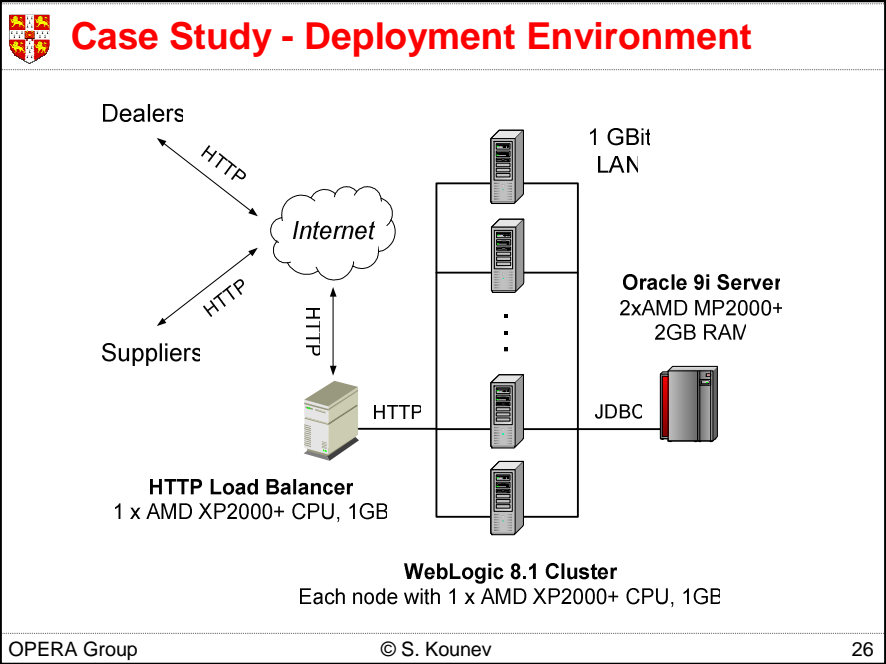 Case Study - Deployment Environment
Dealers
HTTP
Internet
HTTP
Suppliers
HTTP
HTTP
HTTP Load Balancer
1 x AMD XP2000+ CPU, 1GB
1 GBit
LAN
Oracle 9i Server
2xAMD MP2000+
2GB RAM
JDBC
WebLogic 8.1 Cluster
Each node with 1 x AMD XP2000+ CPU, 1GB
OPERA Group
© S. Kounev
26